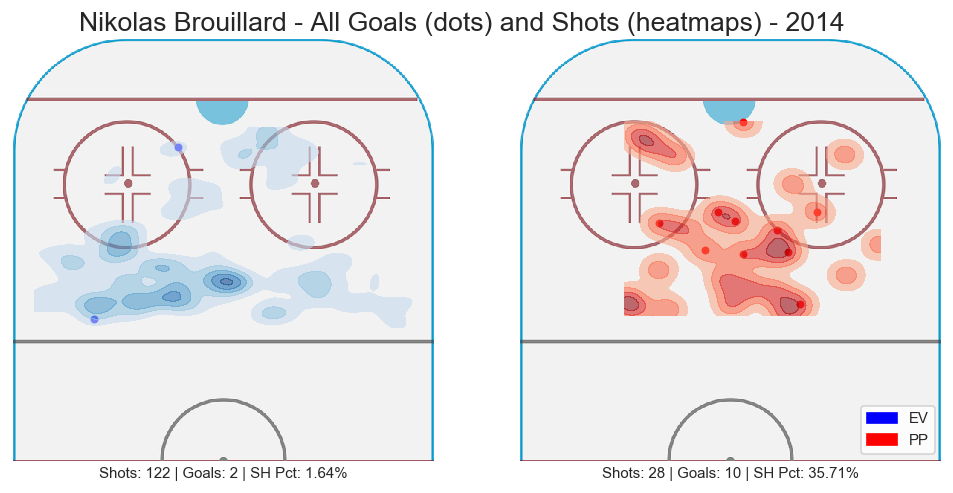 Nikolas Brouillard - All Goals (dots) and Shots (heatmaps) - 2014
EV
PP
Shots: 122 | Goals: 2 | SH Pct: 1.64%
Shots: 28 | Goals: 10 | SH Pct: 35.71%